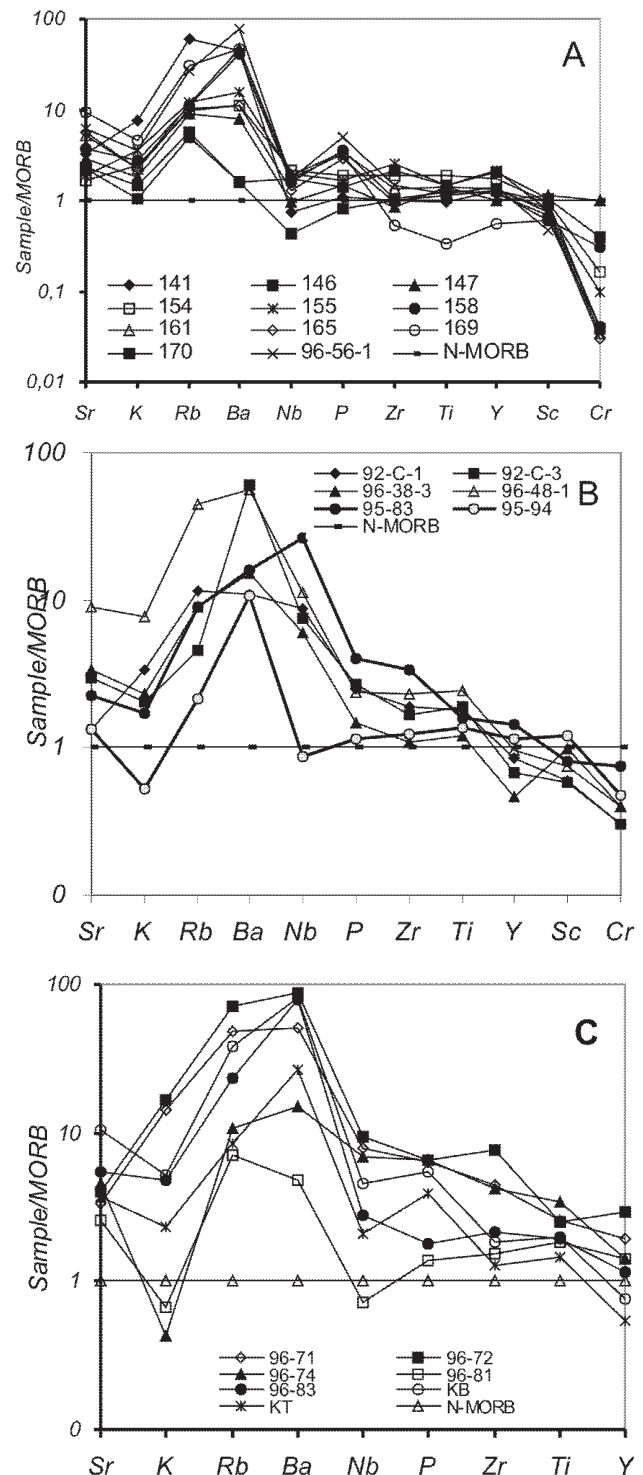 100
A
10
1
0,1
0,01
Sample/MORB
141 146 147
154 155 158
161 165 169
170 96-56-1 N-MORB
Sr K Rb Ba Nb P Zr Ti Y Sc Cr
100
B
92-C-1 92-C-3
96-38-3 96-48-1
95-83 95-94
N-MORB
10
1
0
Sample/MORB
Sr K Rb Ba Nb P Zr Ti Y Sc Cr
100
C
10
1
0
Sample/MORB
96-71 96-72
96-74 96-81
96-83 KB
KT N-MORB
Sr K Rb Ba Nb P Zr Ti Y